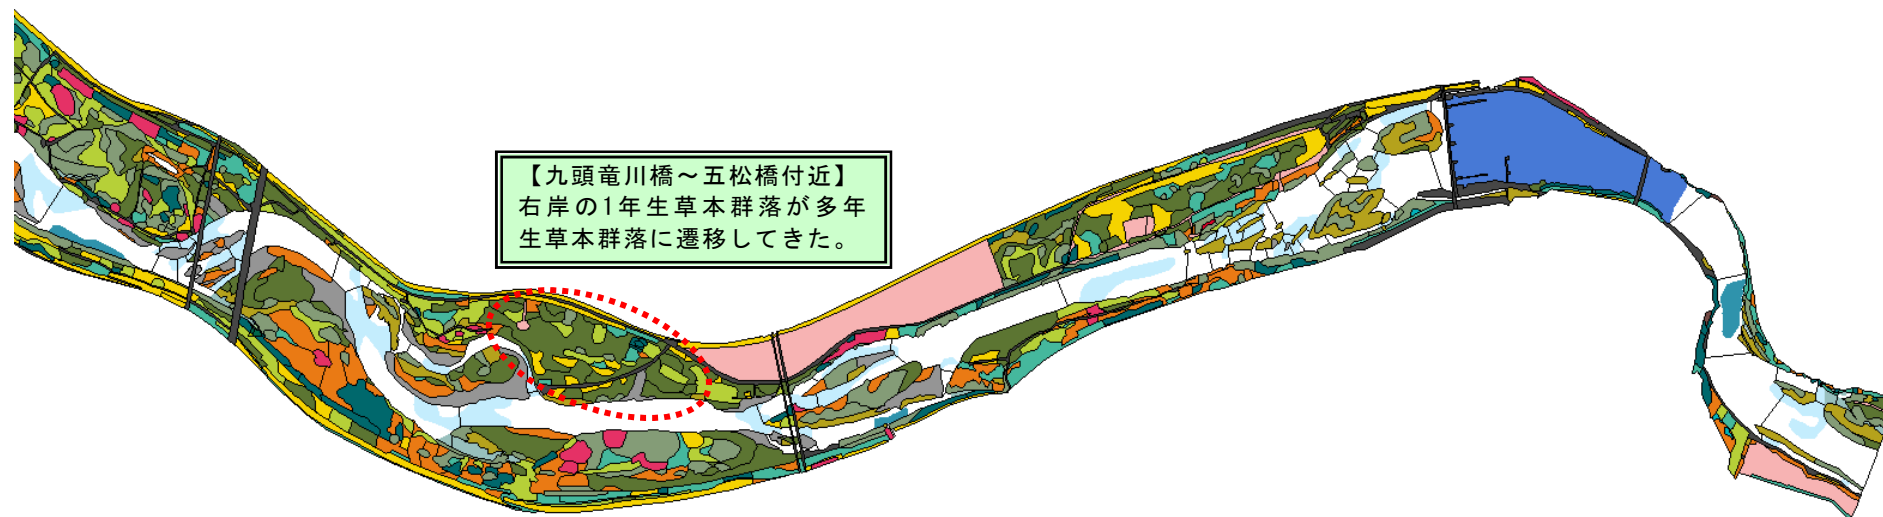 【九頭竜川橋～五松橋付近】
右岸の1年生草本群落が多年
生草本群落に遷移してきた。